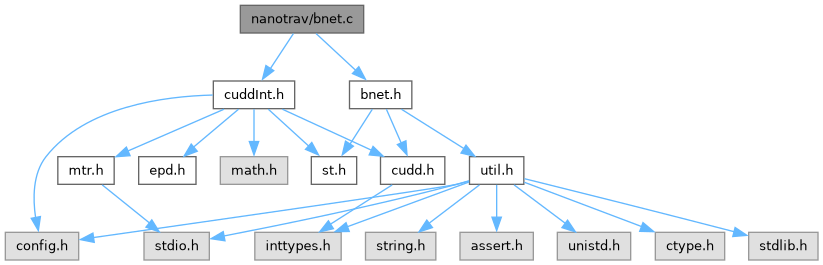 nanotrav/bnet.c
cuddInt.h
bnet.h
mtr.h
epd.h
math.h
st.h
cudd.h
util.h
config.h
stdio.h
inttypes.h
string.h
assert.h
unistd.h
ctype.h
stdlib.h